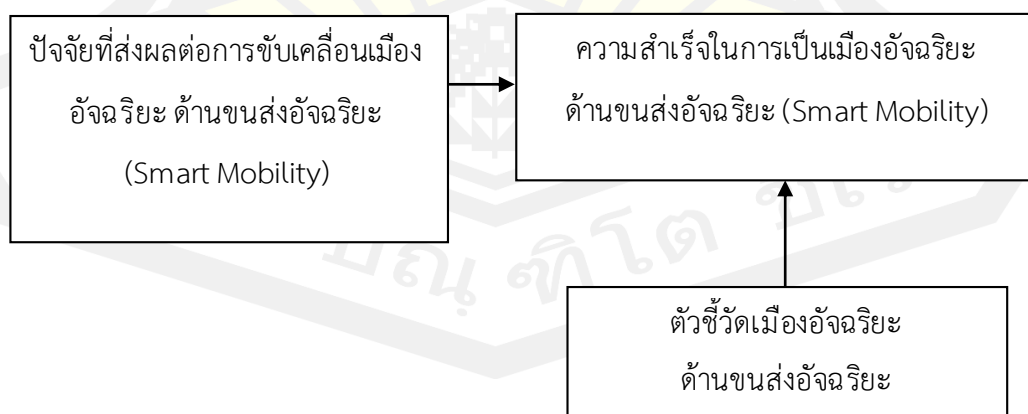 ปัจจัยที่ส่งผลต่อการขับเคลื่อนเมือง
อัจฉริยะ ด้านขนส่งอัจฉริยะ
(Smart Mobility)
ความสำเร็จในการเป็นเมืองอัจฉริยะ
ด้านขนส่งอัจฉริยะ (Smart Mobility)
ตัวชี้วัดเมืองอัจฉริยะ
ด้านขนส่งอัจฉริยะ